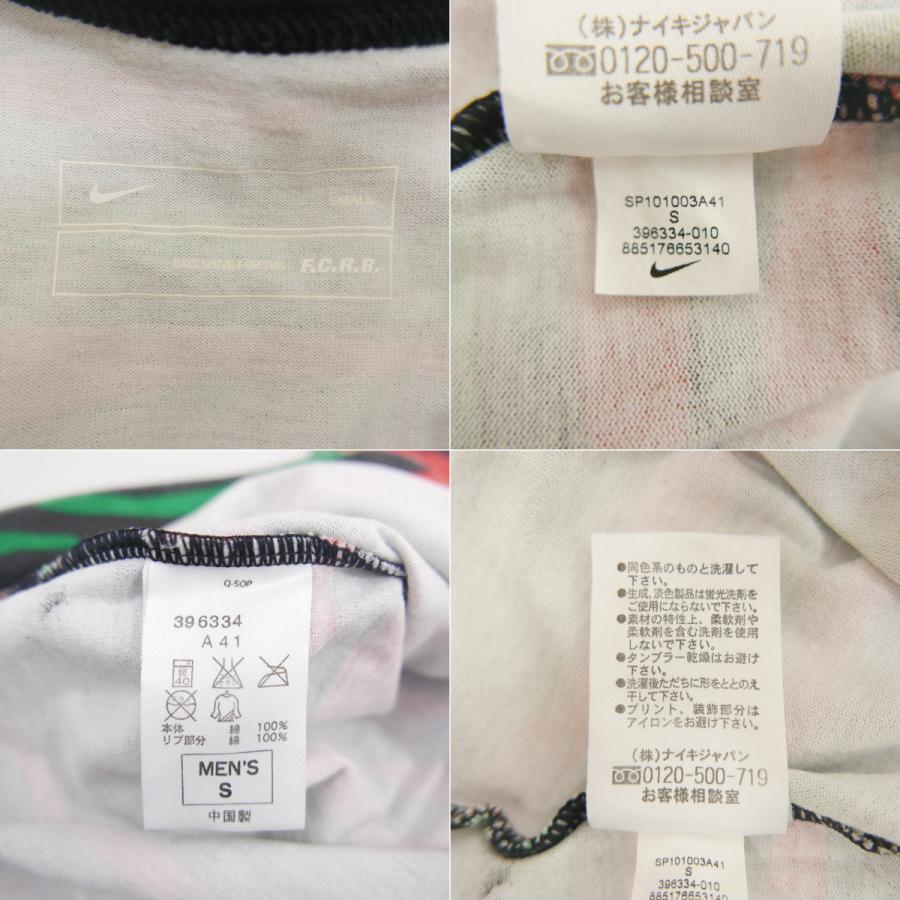 SMALL
EXCLUSIVE FOR THE F.C.R.B.
(株)ナイキジャパン
0120-500-719
お客様相談室
SP101003A41
S
396334-010
885176653140
Q-SOP
396334
A41
弱
40
本体 綿 100%
リブ部分 綿 100%
MEN'S
S
中国製
●同色系のものと洗濯して
下さい。
●生成、淡色製品は蛍光洗剤を
ご使用にならないで下さい。
●素材の特性上、柔軟剤や
柔軟剤を含む洗剤を使用
しないで下さい。
●タンブラー乾燥はお避け
下さい。
●洗濯後ただちに形をととのえ
干して下さい。
●プリント、装飾部分は
アイロンをお避け下さい。
(株)ナイキジャパン
0120-500-719
お客様相談室
SP101003A41
S
396334-010
885176653140